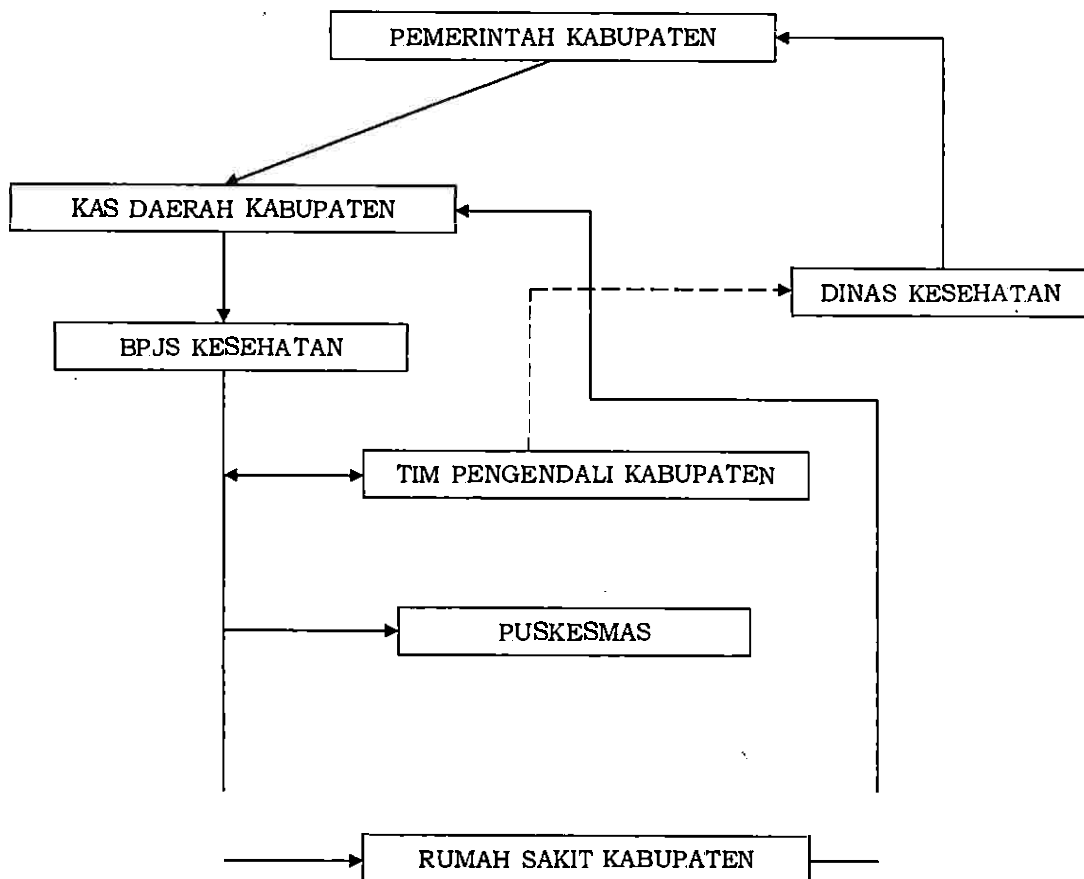 PEMERINTAH KABUPATEN
KAS DAERAH KABUPATEN
DINAS KESEHATAN
BPJS KESEHATAN
TIM PENGENDALI KABUPATEN
PUSKESMAS
RUMAH SAKIT KABUPATEN